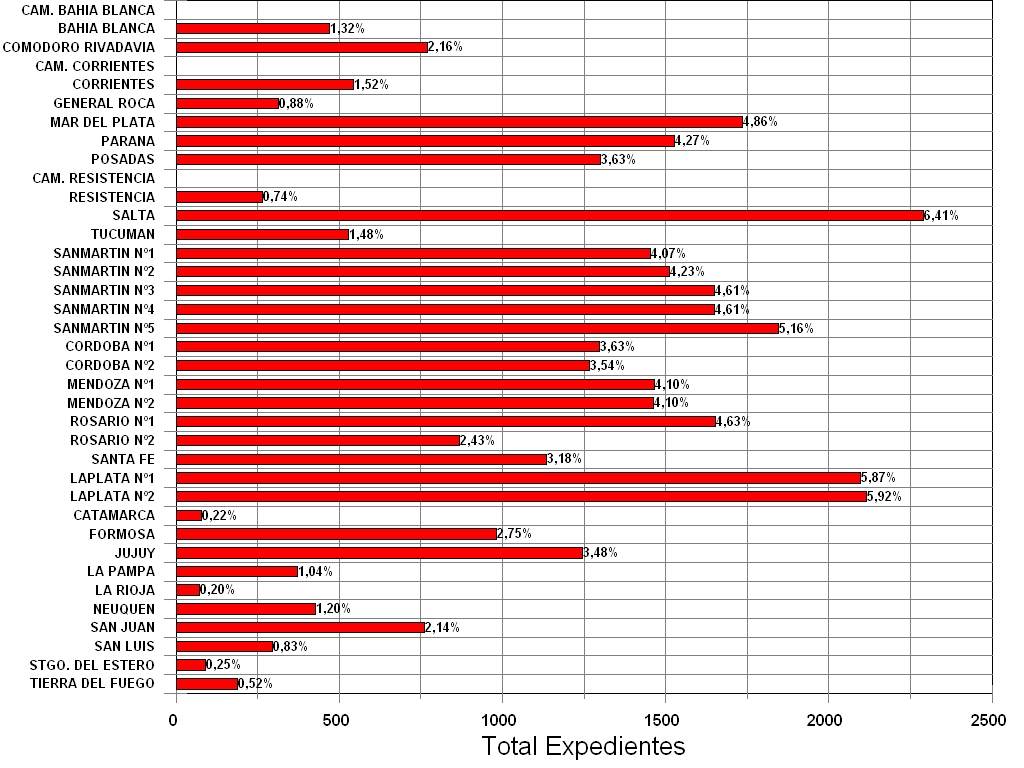 CAM. BAHIA BLANCA
BAHIA BLANCA 1,32%
COMODORO RIVADAVIA 2,16%
CAM. CORRIENTES
CORRIENTES 1,52%
GENERAL ROCA 0,88%
MAR DEL PLATA 4,86%
PARANA 4,27%
POSADAS 3,63%
CAM. RESISTENCIA
RESISTENCIA 0,74%
SALTA 6,41%
TUCUMAN 1,48%
SANMARTIN Nº1 4,07%
SANMARTIN Nº2 4,23%
SANMARTIN Nº3 4,61%
SANMARTIN Nº4 4,61%
SANMARTIN Nº5 5,16%
CORDOBA Nº1 3,63%
CORDOBA Nº2 3,54%
MENDOZA Nº1 4,10%
MENDOZA Nº2 4,10%
ROSARIO Nº1 4,63%
ROSARIO Nº2 2,43%
SANTA FE 3,18%
LAPLATA Nº1 5,87%
LAPLATA Nº2 5,92%
CATAMARCA 0,22%
FORMOSA 2,75%
JUJUY 3,48%
LA PAMPA 1,04%
LA RIOJA 0,20%
NEUQUEN 1,20%
SAN JUAN 2,14%
SAN LUIS 0,83%
STGO. DEL ESTERO 0,25%
TIERRA DEL FUEGO 0,52%
0 500 1000 1500 2000 2500
Total Expedientes